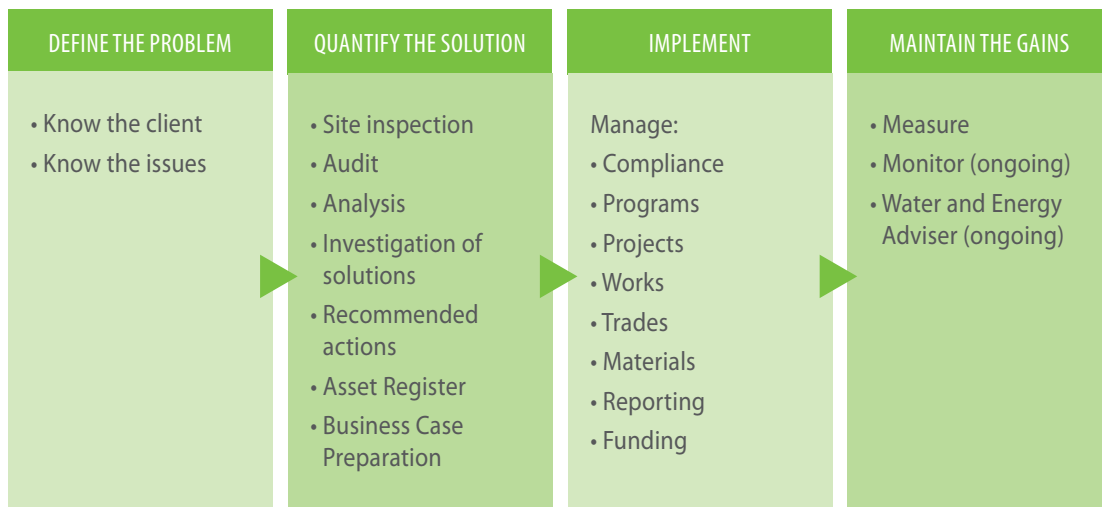 DEFINE THE PROBLEM
• Know the client
• Know the issues
QUANTIFY THE SOLUTION
• Site inspection
• Audit
• Analysis
• Investigation of
solutions
• Recommended
actions
• Asset Register
• Business Case
Preparation
IMPLEMENT
Manage:
• Compliance
• Programs
• Projects
• Works
• Trades
• Materials
• Reporting
• Funding
MAINTAIN THE GAINS
• Measure
• Monitor (ongoing)
• Water and Energy
Adviser (ongoing)